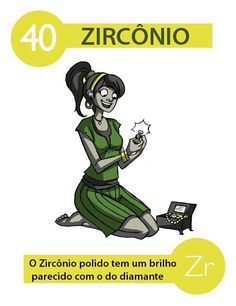 40 ZIRCÔNIO
O Zircônio polido tem um brilho
parecido com o do diamante
Zr